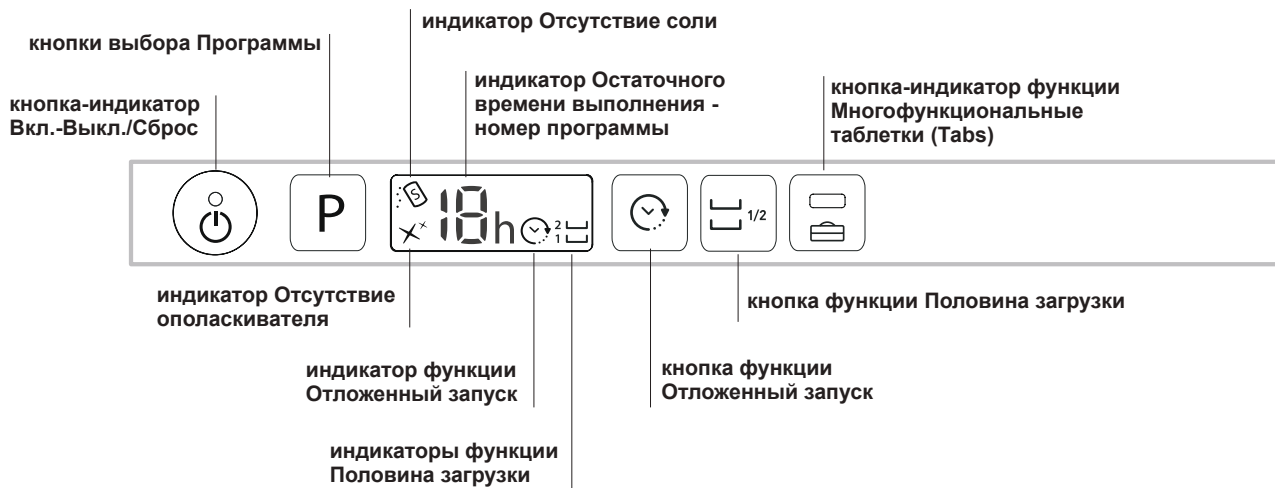 индикатор Отсутствие соли
кнопки выбора Программы
индикатор Остаточного
времени выполнения -
номер программы
кнопка-индикатор функции
Многофункциональные
таблетки (Tabs)
кнопка-индикатор
Вкл.-Выкл./Сброс
P
S
18h
2
1
1/2
индикатор Отсутствие
ополаскивателя
кнопка функции Половина загрузки
индикатор функции
Отложенный запуск
кнопка функции
Отложенный запуск
индикаторы функции
Половина загрузки